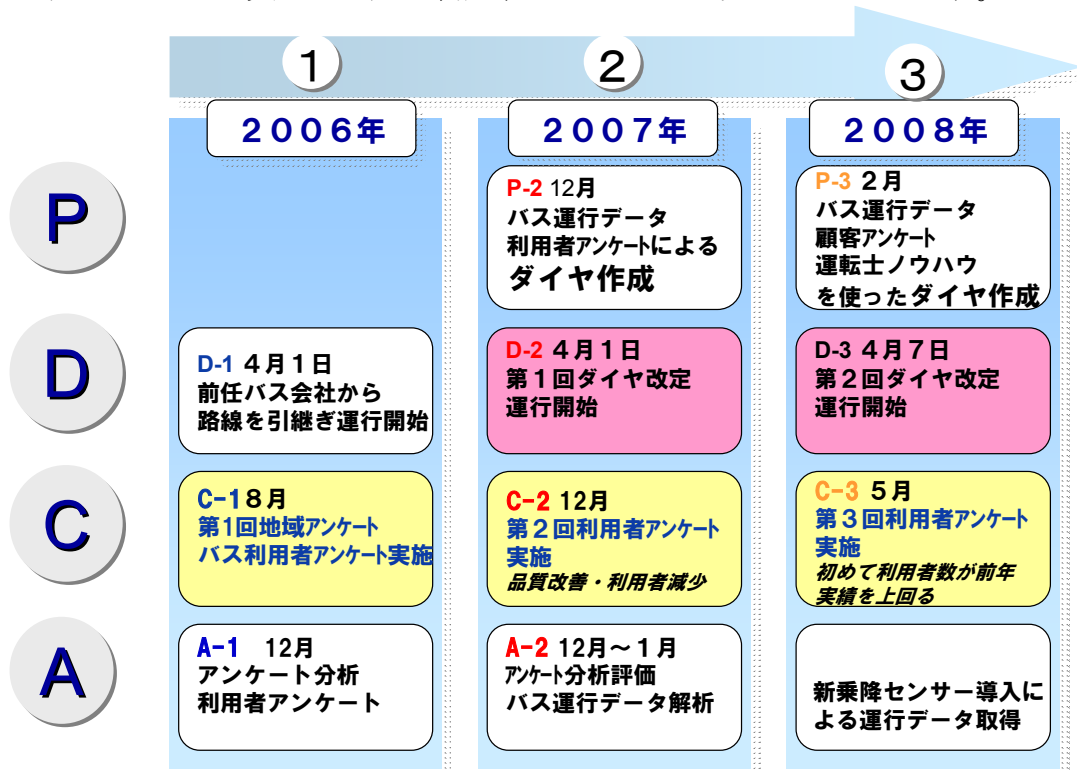 1
2
3
2006年
2007年
2008年
P
P-2 12月
バス運行データ
利用者アンケートによる
ダイヤ作成
P-3 2月
バス運行データ
顧客アンケート
運転士ノウハウ
を使ったダイヤ作成
D
D-1 4月1日
前任バス会社から
路線を引継ぎ運行開始
D-2 4月1日
第1回ダイヤ改定
運行開始
D-3 4月7日
第2回ダイヤ改定
運行開始
C
C-1 8月
第1回地域アンケート
バス利用者アンケート実施
C-2 12月
第2回利用者アンケート
実施
品質改善・利用者減少
C-3 5月
第3回利用者アンケート
実施
初めて利用者数が前年
実績を上回る
A
A-1 12月
アンケート分析
利用者アンケート
A-2 12月～1月
アンケート分析評価
バス運行データ解析
新乗降センサー導入に
よる運行データ取得